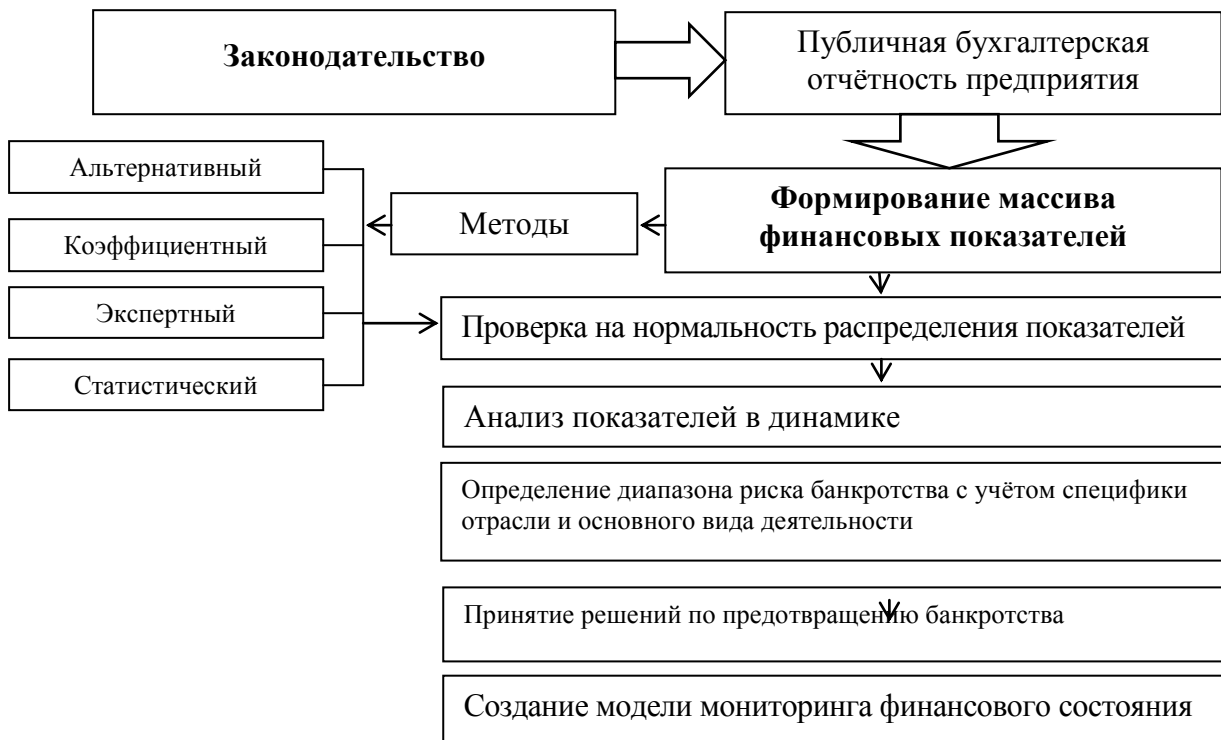 Законодательство
Публичная бухгалтерская
отчётность предприятия
Альтернативный
Коэффициентный
Экспертный
Статистический
Методы
Формирование массива
финансовых показателей
Проверка на нормальность распределения показателей
Анализ показателей в динамике
Определение диапазона риска банкротства с учётом специфики
отрасли и основного вида деятельности
Принятие решений по предотвращению банкротства
Создание модели мониторинга финансового состояния